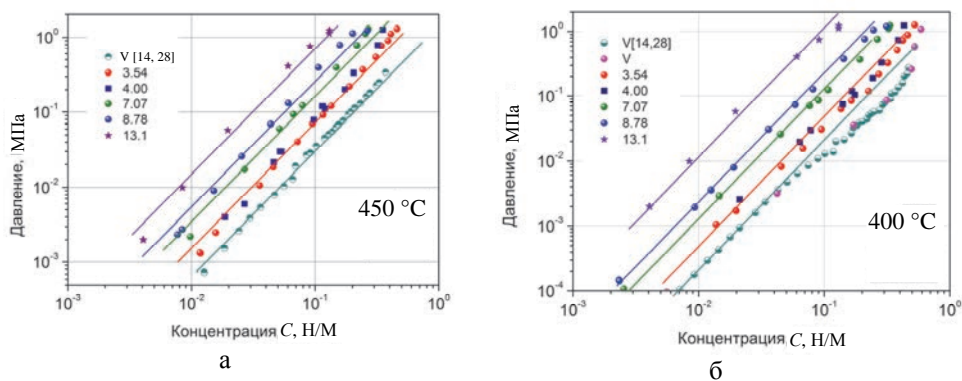 10⁰
10⁻¹
10⁻²
10⁻³
Давление, МПа
V [14, 28]
3.54
4.00
7.07
8.78
13.1
450 °C
10⁻³ 10⁻² 10⁻¹ 10⁰
Концентрация C, H/M
а
10⁰
10⁻¹
10⁻²
10⁻³
10⁻⁴
Давление, МПа
V[14,28]
V
3.54
4.00
7.07
8.78
13.1
400 °C
10⁻³ 10⁻² 10⁻¹ 10⁰
Концентрация C, H/M
б